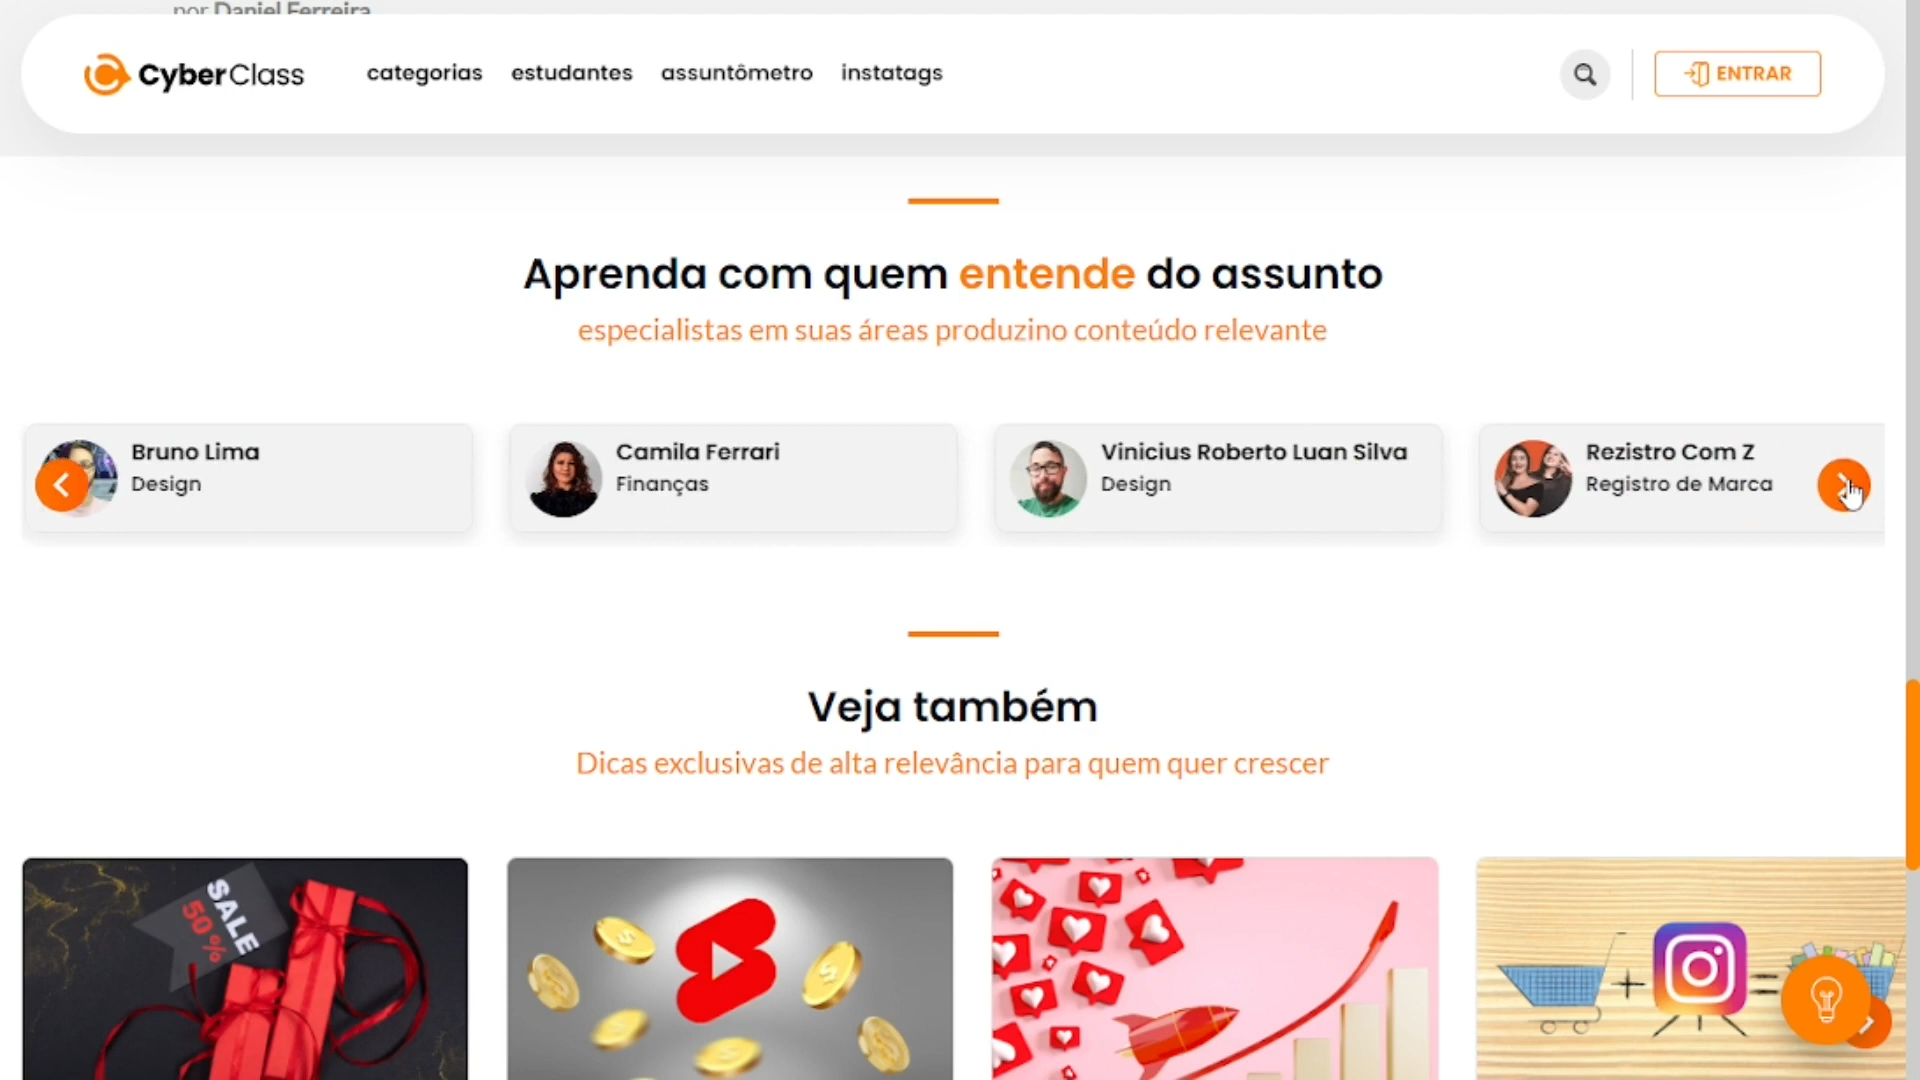 por Daniel Ferreira
CyberClass
categorias estudantes assuntômetro instatags
ENTRAR
Aprenda com quem entende do assunto
especialistas em suas áreas produzino conteúdo relevante
Bruno Lima
Design
Camila Ferrari
Finanças
Vinicius Roberto Luan Silva
Design
Rezistro Com Z
Registro de Marca
Veja também
Dicas exclusivas de alta relevância para quem quer crescer
SALE
50%